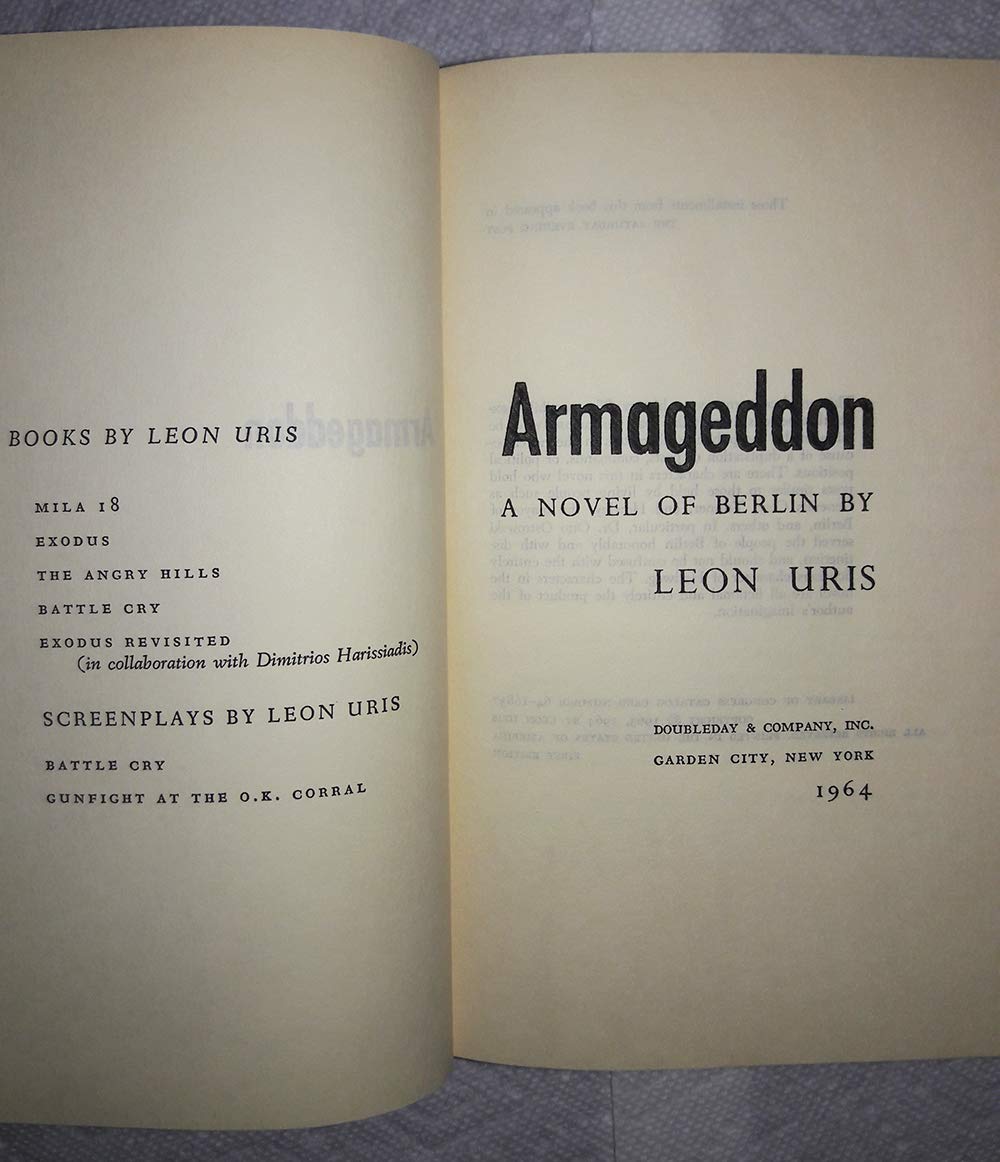 BOOKS BY LEON URIS
MILA 18
EXODUS
THE ANGRY HILLS
BATTLE CRY
EXODUS REVISITED
(in collaboration with Dimitrios Harissiadis)
SCREENPLAYS BY LEON URIS
BATTLE CRY
GUNFIGHT AT THE O.K. CORRAL
Armageddon
A NOVEL OF BERLIN BY
LEON URIS
DOUBLEDAY & COMPANY, INC.
GARDEN CITY, NEW YORK
1964